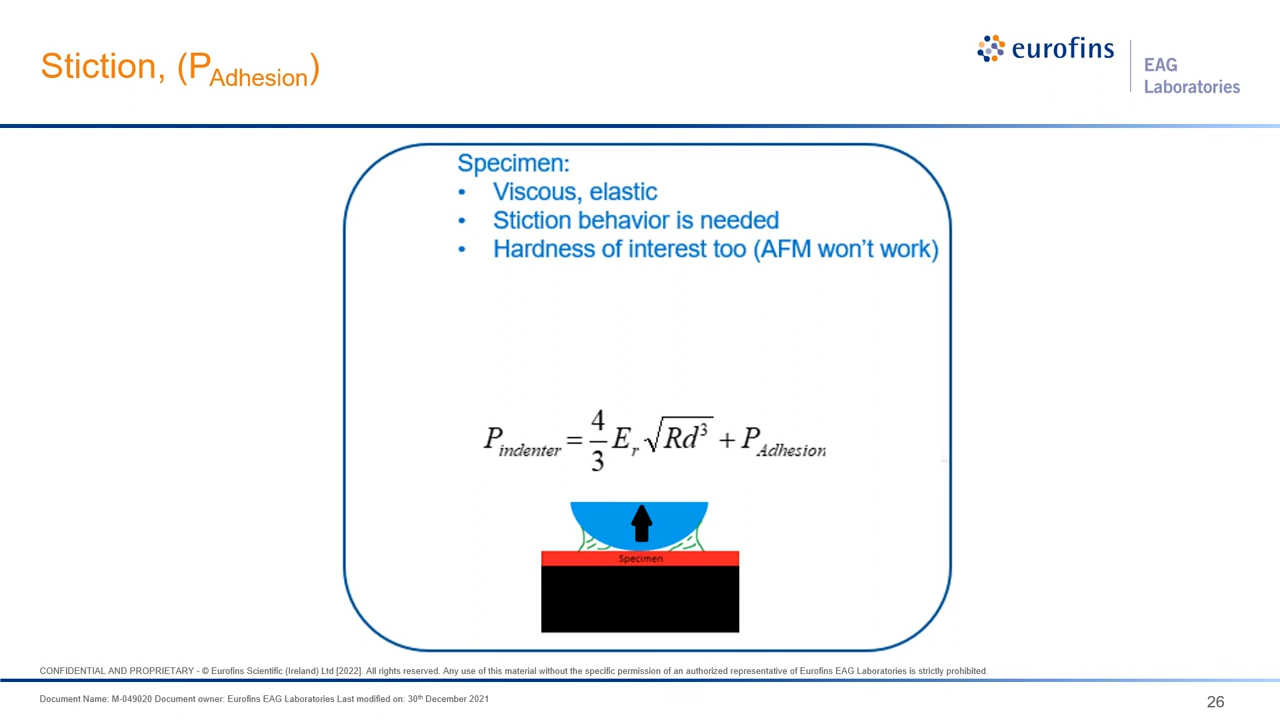 Stiction, (P_Adhesion)
eurofins
EAG
Laboratories
Specimen:
• Viscous, elastic
• Stiction behavior is needed
• Hardness of interest too (AFM won’t work)
P_indenter = 4/3 E_r √Rd³ + P_Adhesion
Specimen
CONFIDENTIAL AND PROPRIETARY - © Eurofins Scientific (Ireland) Ltd [2022]. All rights reserved. Any use of this material without the specific permission of an authorized representative of Eurofins EAG Laboratories is strictly prohibited.
Document Name: M-049020 Document owner: Eurofins EAG Laboratories Last modified on: 30th December 2021
26